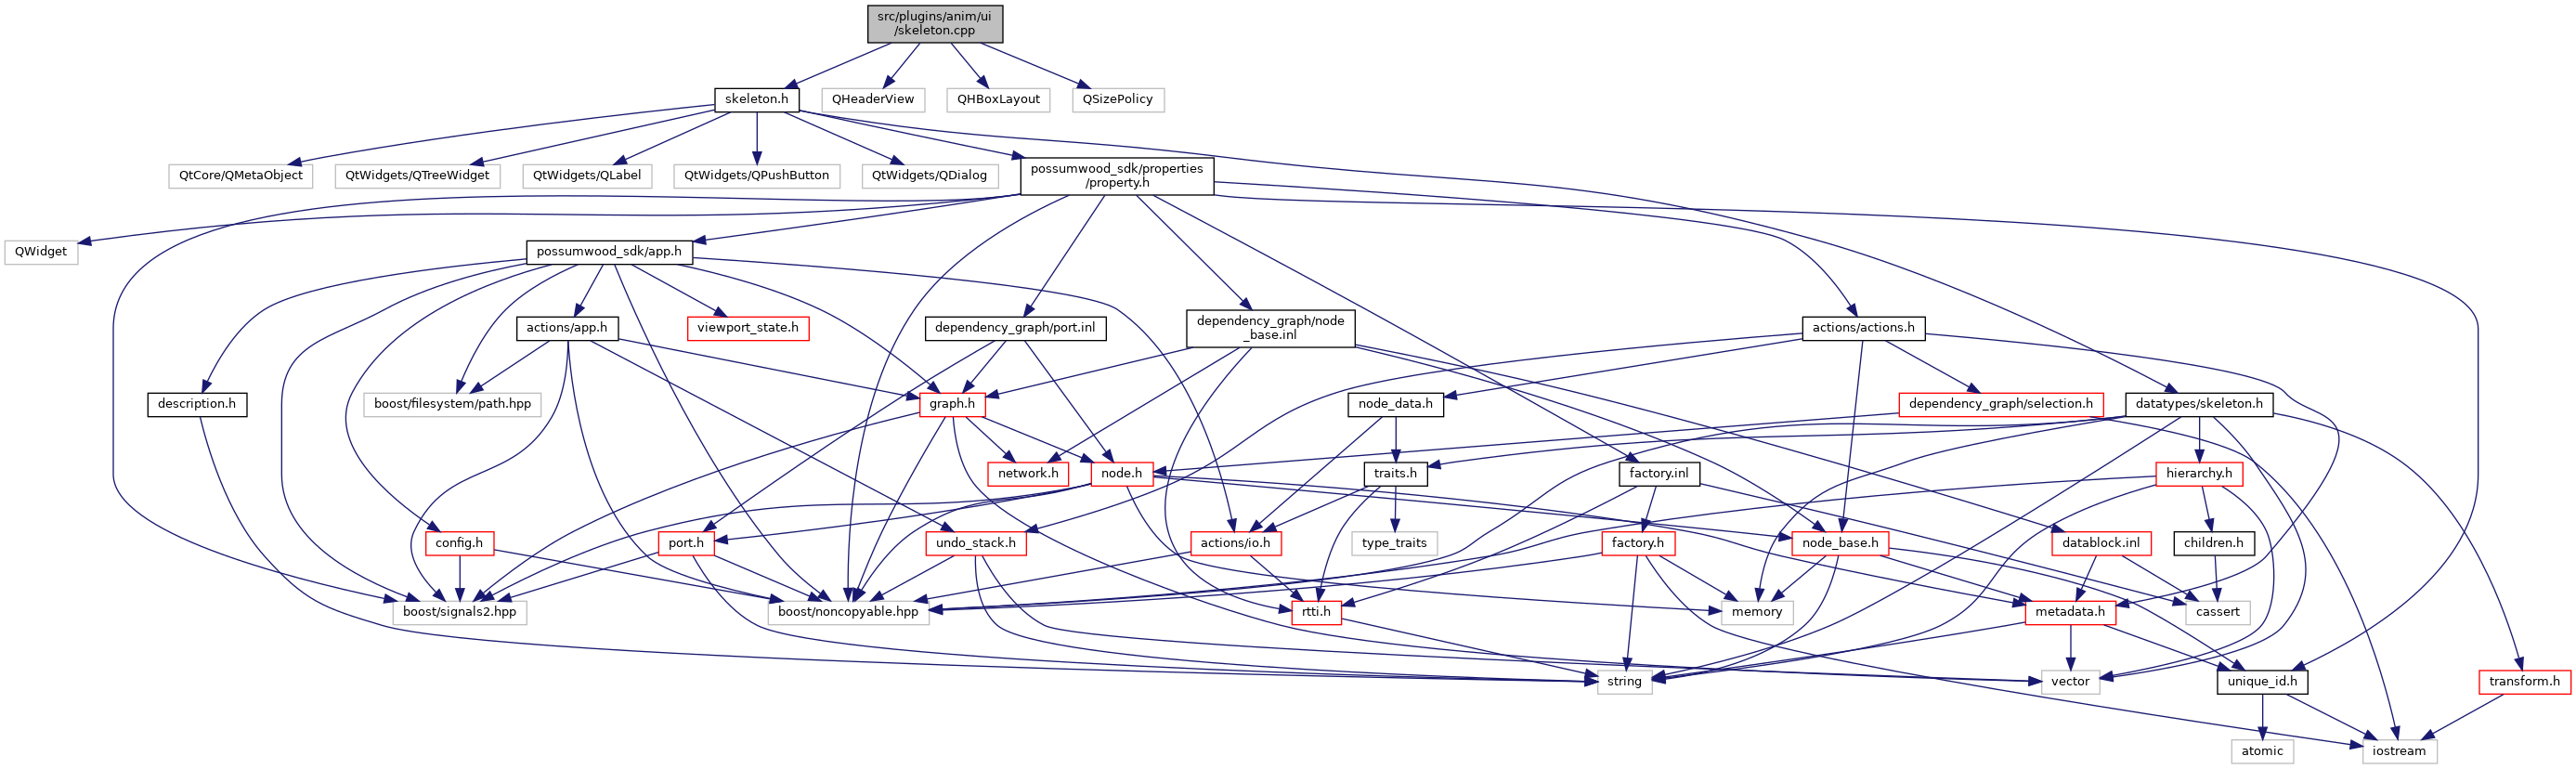 src/plugins/anim/ui
/skeleton.cpp
skeleton.h
QHeaderView
QHBoxLayout
QSizePolicy
QtCore/QMetaObject
QtWidgets/QTreeWidget
QtWidgets/QLabel
QtWidgets/QPushButton
QtWidgets/QDialog
possumwood_sdk/properties
/property.h
QWidget
possumwood_sdk/app.h
actions/app.h
viewport_state.h
dependency_graph/port.inl
dependency_graph/node
_base.inl
actions/actions.h
description.h
boost/filesystem/path.hpp
graph.h
node_data.h
dependency_graph/selection.h
datatypes/skeleton.h
network.h
node.h
traits.h
factory.inl
hierarchy.h
config.h
port.h
undo_stack.h
actions/io.h
type_traits
factory.h
node_base.h
datablock.inl
children.h
boost/signals2.hpp
boost/noncopyable.hpp
rtti.h
memory
metadata.h
cassert
string
vector
unique_id.h
transform.h
atomic
iostream